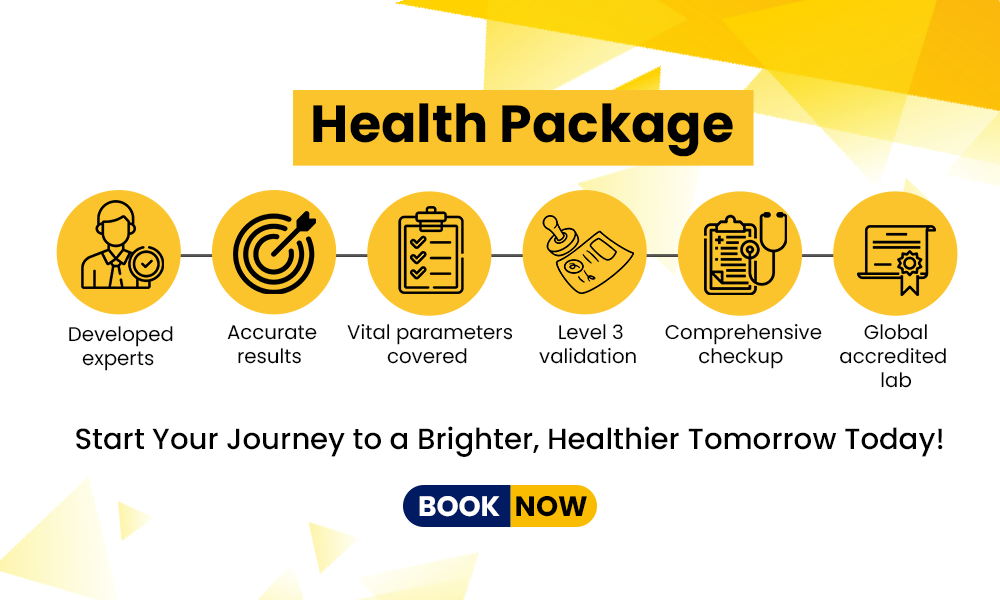 Health Package
Developed
experts
Accurate
results
Vital parameters
covered
Level 3
validation
Comprehensive
checkup
Global
accredited
lab
Start Your Journey to a Brighter, Healthier Tomorrow Today!
BOOK NOW